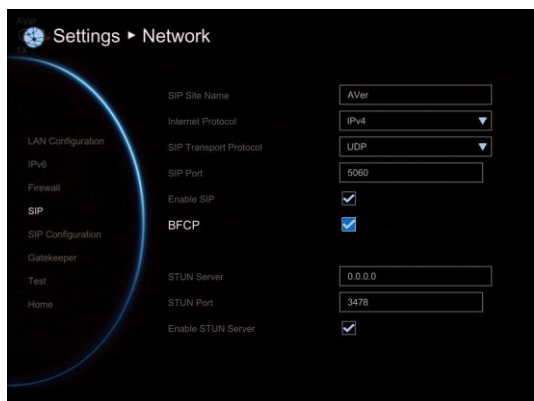 AVer
Settings ► Network
1X
SIP Site Name AVer
Internet Protocol IPv4
LAN Configuration
SIP Transport Protocol UDP
IPv6
SIP Port 5060
Firewall
Enable SIP
SIP
BFCP
SIP Configuration
Gatekeeper
STUN Server 0.0.0.0
Test
STUN Port 3478
Home
Enable STUN Server